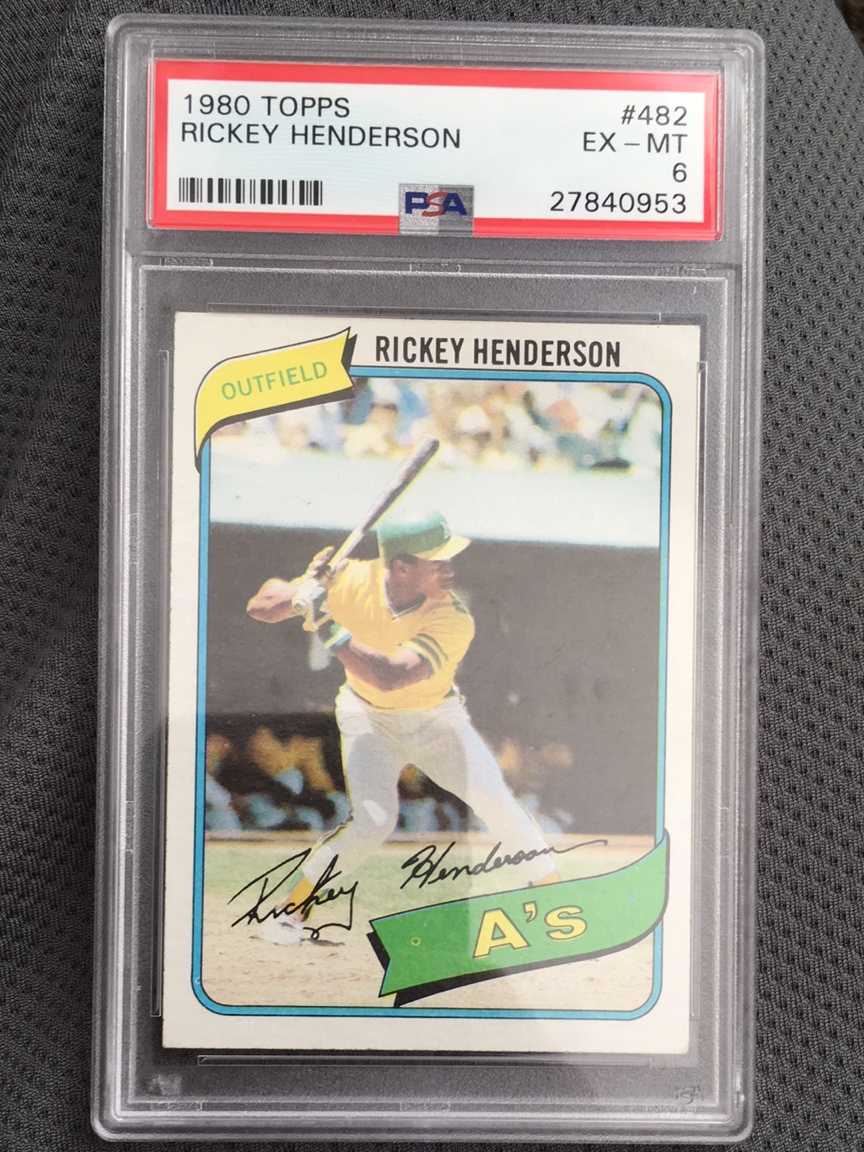 1980 TOPPS #482
RICKEY HENDERSON EX - MT
6
PSA 27840953
OUTFIELD RICKEY HENDERSON
Rickey Henderson
A's